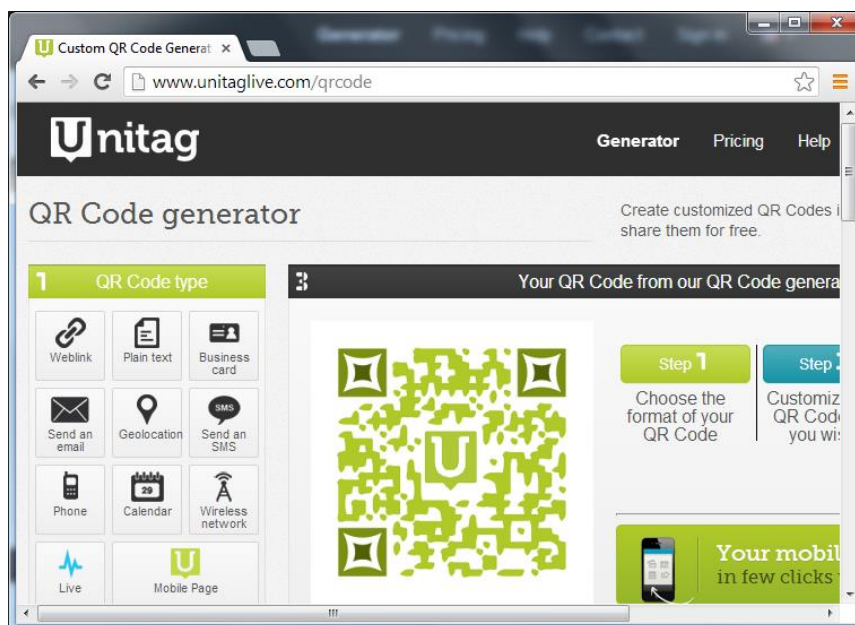 Custom QR Code Generat
www.unitaglive.com/qrcode
Unitag
Generator Pricing Help
QR Code generator
Create customized QR Codes i
share them for free.
1 QR Code type
3 Your QR Code from our QR Code genera
Weblink
Plain text
Business
card
Send an
email
Geolocation
SMS
Send an
SMS
Phone
29
Calendar
Wireless
network
Live
U
Mobile Page
U
Step 1
Choose the
format of your
QR Code
Step
Customiz
QR Code
you wis
Your mobil
in few clicks